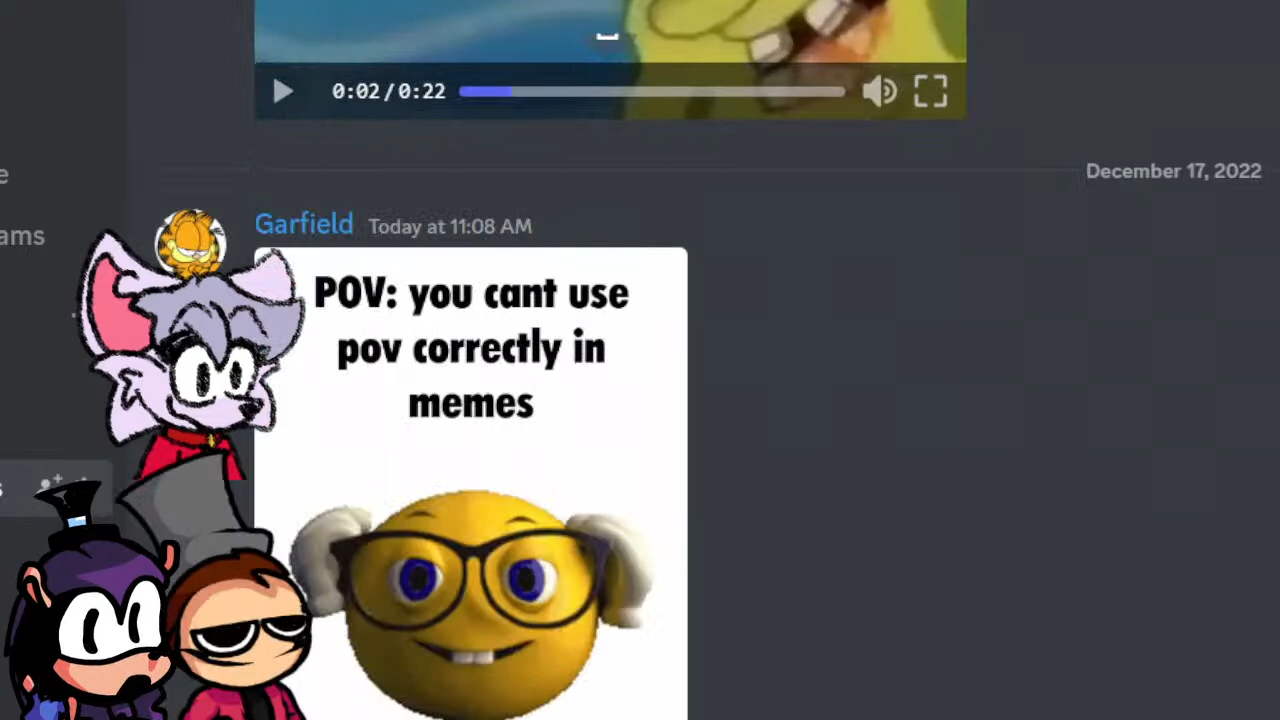 0:02/0:22
December 17, 2022
e
Garfield Today at 11:08 AM
ams
POV: you cant use
pov correctly in
memes
s